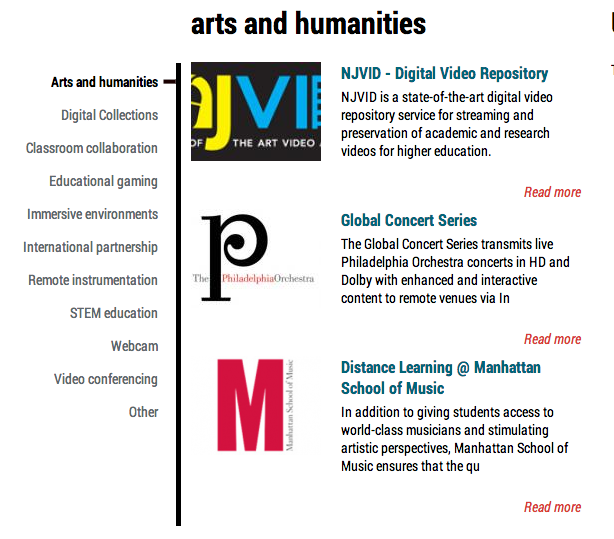 arts and humanities
Arts and humanities
Digital Collections
Classroom collaboration
Educational gaming
Immersive environments
International partnership
Remote instrumentation
STEM education
Webcam
Video conferencing
Other
NJVID
OF THE ART VIDEO
NJVID - Digital Video Repository
NJVID is a state-of-the-art digital video
repository service for streaming and
preservation of academic and research
videos for higher education.
Read more
p
The PhiladelphiaOrchestra
Global Concert Series
The Global Concert Series transmits live
Philadelphia Orchestra concerts in HD and
Dolby with enhanced and interactive
content to remote venues via In
Read more
M
Manhattan School of Music
Distance Learning @ Manhattan
School of Music
In addition to giving students access to
world-class musicians and stimulating
artistic perspectives, Manhattan School of
Music ensures that the qu
Read more